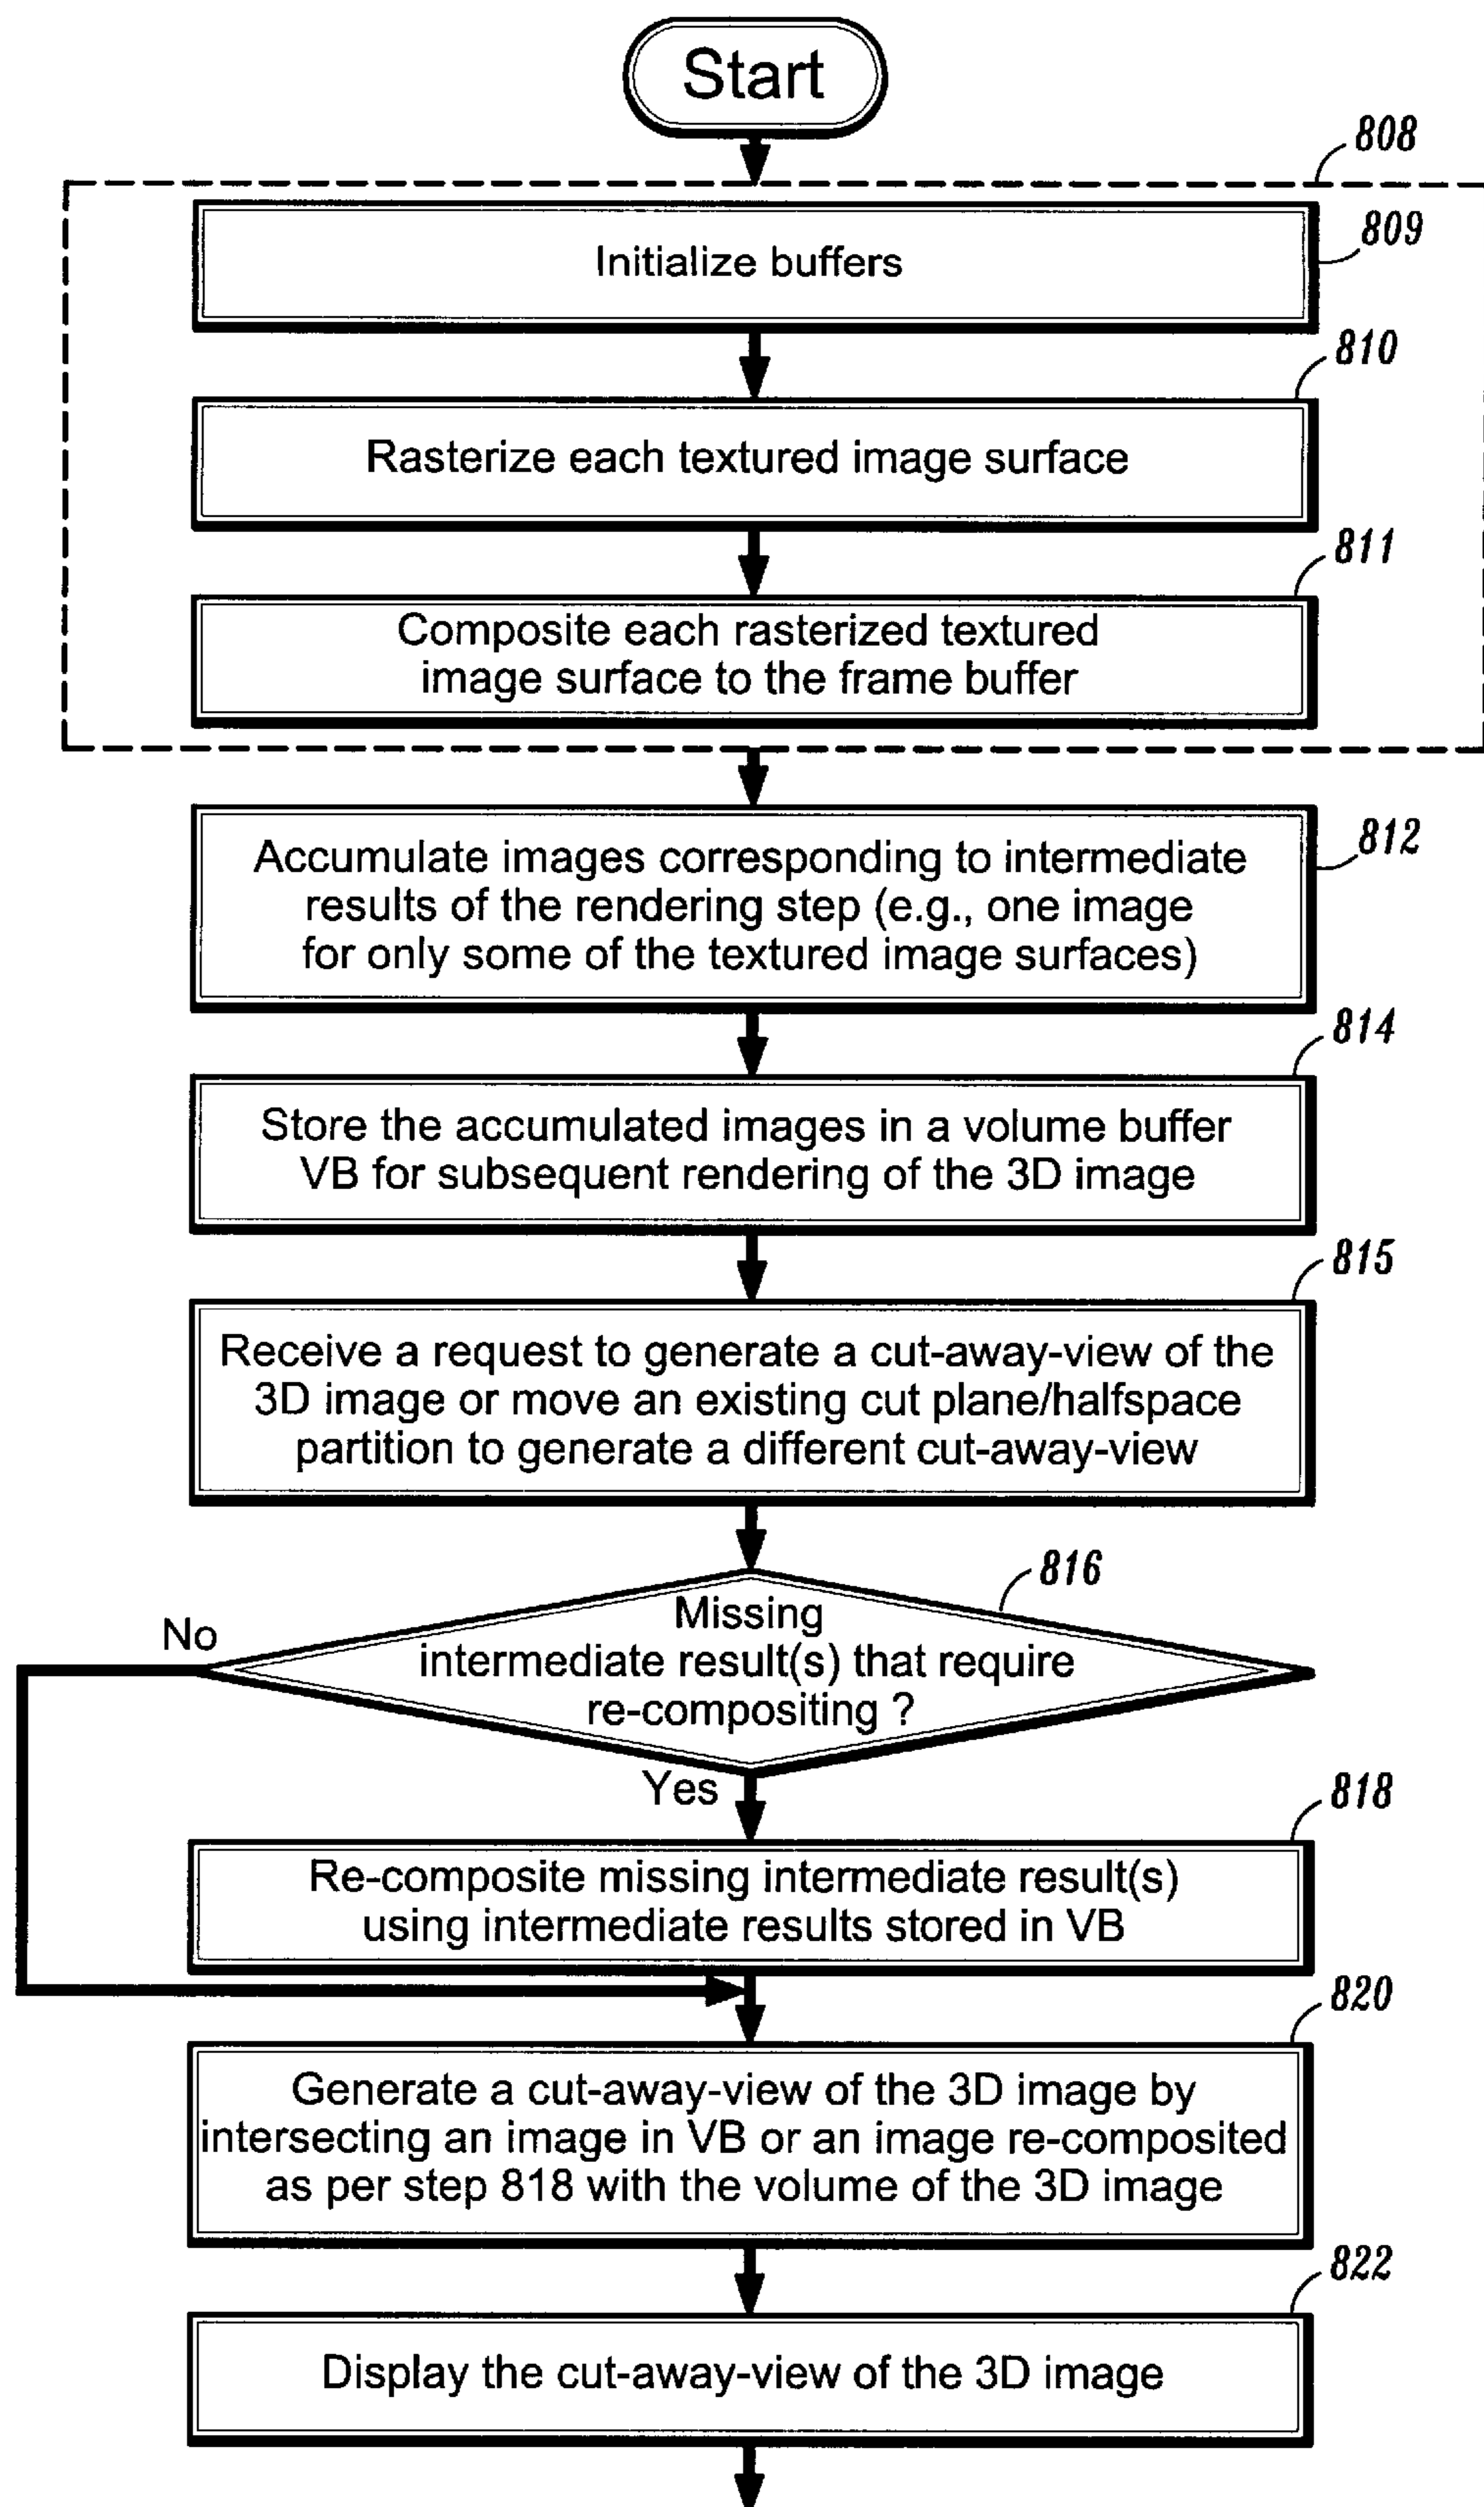 Start
808
Initialize buffers
809
810
Rasterize each textured image surface
811
Composite each rasterized textured
image surface to the frame buffer
812
Accumulate images corresponding to intermediate
results of the rendering step (e.g., one image
for only some of the textured image surfaces)
814
Store the accumulated images in a volume buffer
VB for subsequent rendering of the 3D image
815
Receive a request to generate a cut-away-view of the
3D image or move an existing cut plane/halfspace
partition to generate a different cut-away-view
816
Missing
intermediate result(s) that require
re-compositing ?
No
Yes
818
Re-composite missing intermediate result(s)
using intermediate results stored in VB
820
Generate a cut-away-view of the 3D image by
intersecting an image in VB or an image re-composited
as per step 818 with the volume of the 3D image
822
Display the cut-away-view of the 3D image